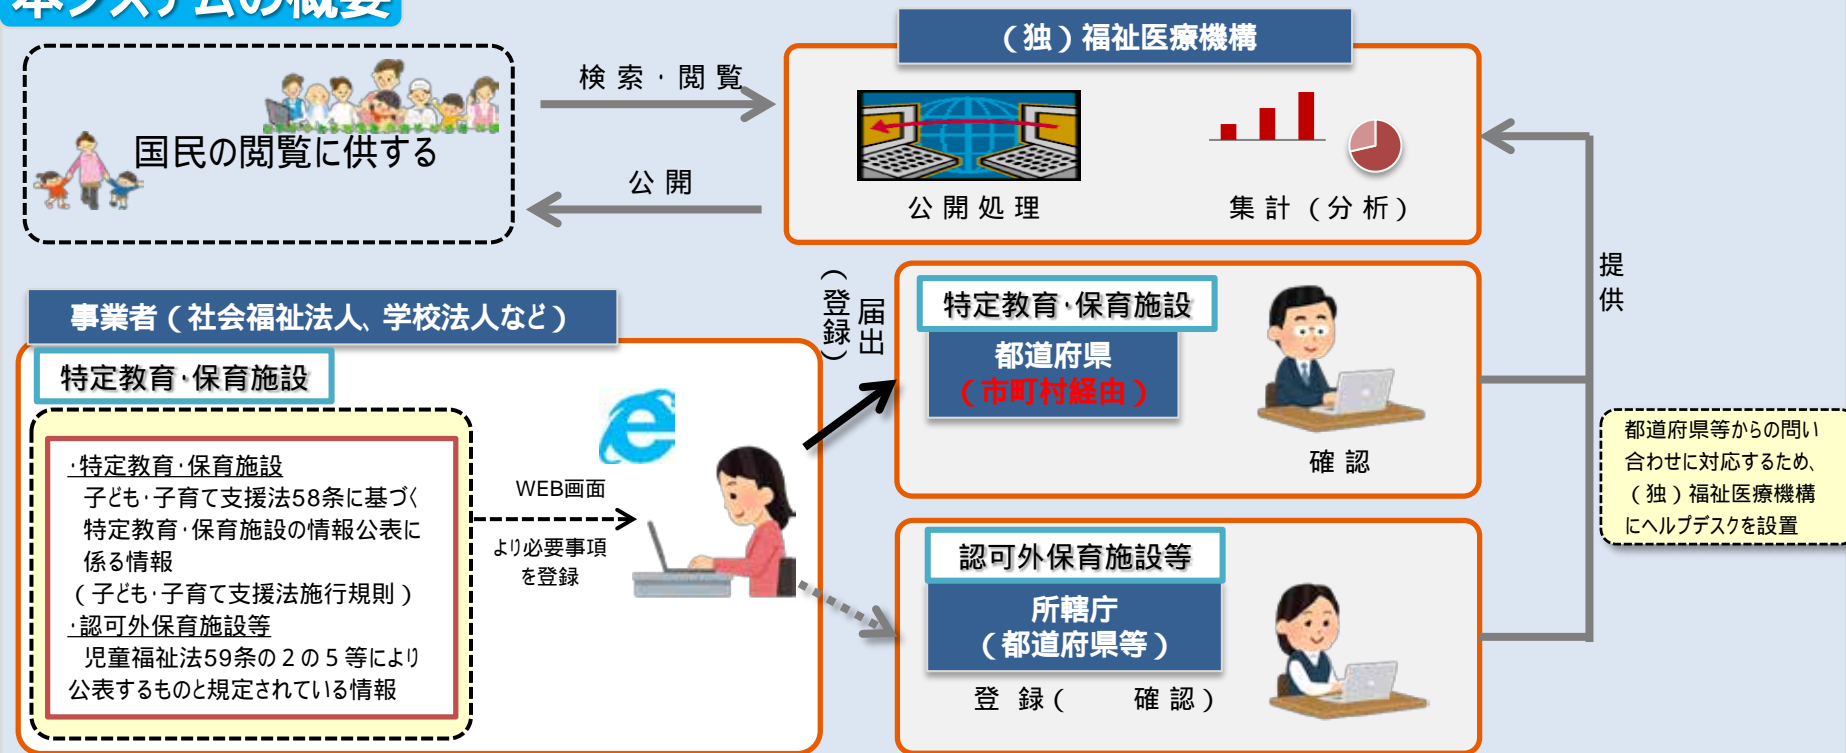 本システムの概要
国民の閲覧に供する
検索・閲覧
公開
（独）福祉医療機構
公開処理
集計（分析）
提供
事業者（社会福祉法人、学校法人など）
特定教育・保育施設
・特定教育・保育施設
子ども・子育て支援法58条に基づく
特定教育・保育施設の情報公表に
係る情報
（子ども・子育て支援法施行規則）
・認可外保育施設等
児童福祉法59条の２の５等により
公表するものと規定されている情報
WEB画面
より必要事項
を登録
届出
（登録）
特定教育・保育施設
都道府県
（市町村経由）
確認
認可外保育施設等
所轄庁
（都道府県等）
登録（　　確認）
都道府県等からの問い
合わせに対応するため、
（独）福祉医療機構
にヘルプデスクを設置